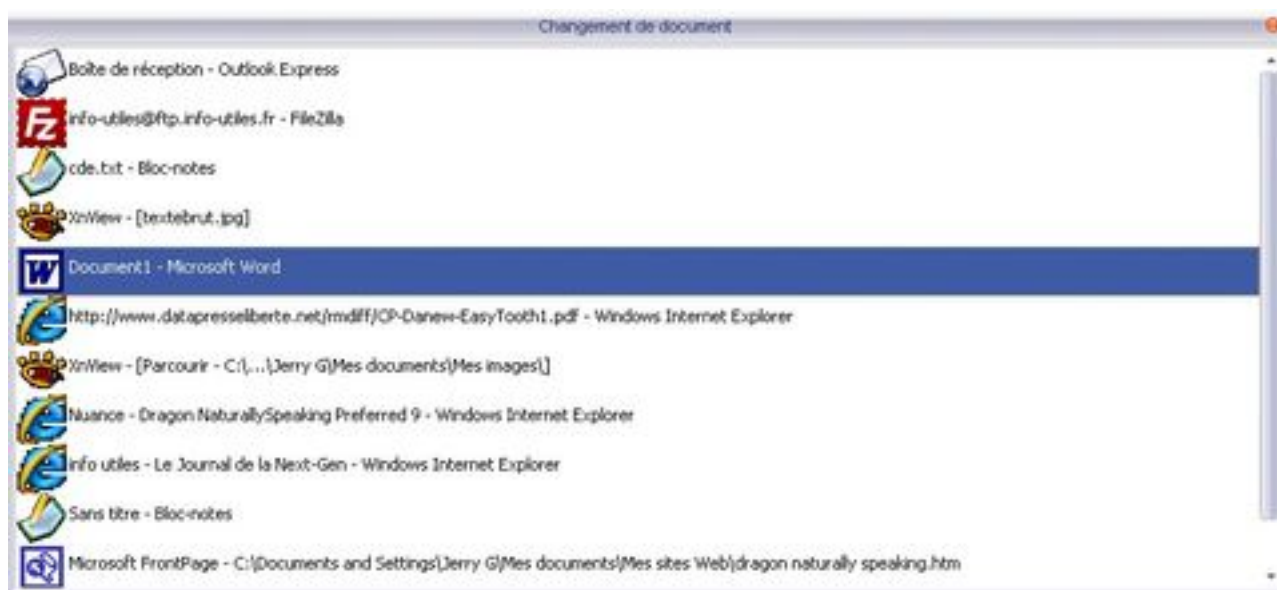 Changement de document
Boîte de réception - Outlook Express
info-utiles@ftp.info-utiles.fr - FileZilla
cde.txt - Bloc-notes
XnView - [textebrut.jpg]
Document1 - Microsoft Word
http://www.datapresseliberte.net/rmdiff/CP-Danew-EasyTooth1.pdf - Windows Internet Explorer
XnView - [Parcourir - C:\...\Jerry G\Mes documents\Mes images\]
Nuance - Dragon NaturallySpeaking Preferred 9 - Windows Internet Explorer
info utiles - Le Journal de la Next-Gen - Windows Internet Explorer
Sans titre - Bloc-notes
Microsoft FrontPage - C:\Documents and Settings\Jerry G\Mes documents\Mes sites Web\dragon naturally speaking.htm